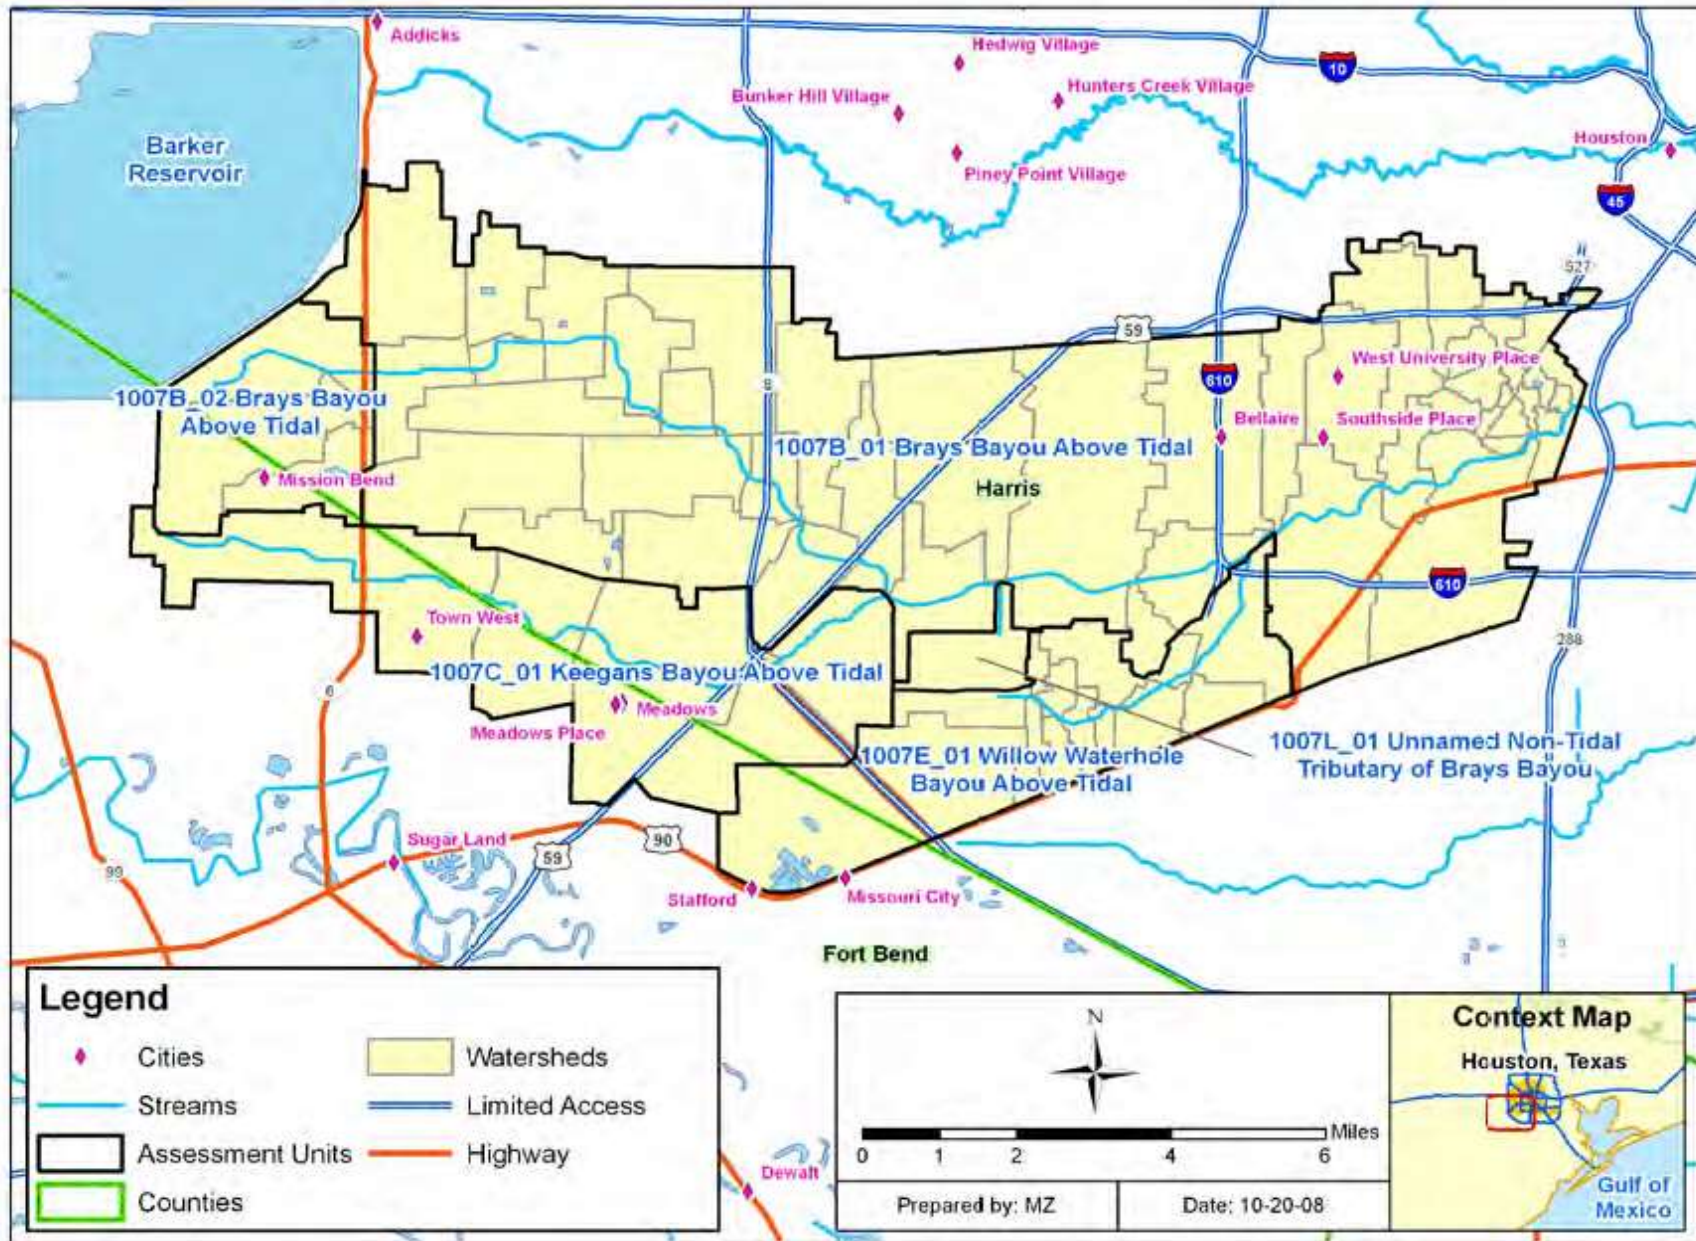 Addicks
Hedwig Village
10
Bunker Hill Village
Hunters Creek Village
Barker
Reservoir
Houston
Piney Point Village
45
527
59
West University Place
8
610
1007B_02 Brays Bayou
Above Tidal
Bellaire
Southside Place
1007B_01 Brays Bayou Above Tidal
Mission Bend
Harris
610
Town West
288
1007C_01 Keegans Bayou Above Tidal
6
Meadows
Meadows Place
1007E_01 Willow Waterhole
Bayou Above Tidal
1007L_01 Unnamed Non-Tidal
Tributary of Brays Bayou
Sugar Land
90
59
99
Stafford
Missouri City
Fort Bend
Legend
Cities
Watersheds
Streams
Limited Access
Assessment Units
Highway
Counties
Dewalt
N
Miles
0 1 2 4 6
Prepared by: MZ
Date: 10-20-08
Context Map
Houston, Texas
Gulf of
Mexico